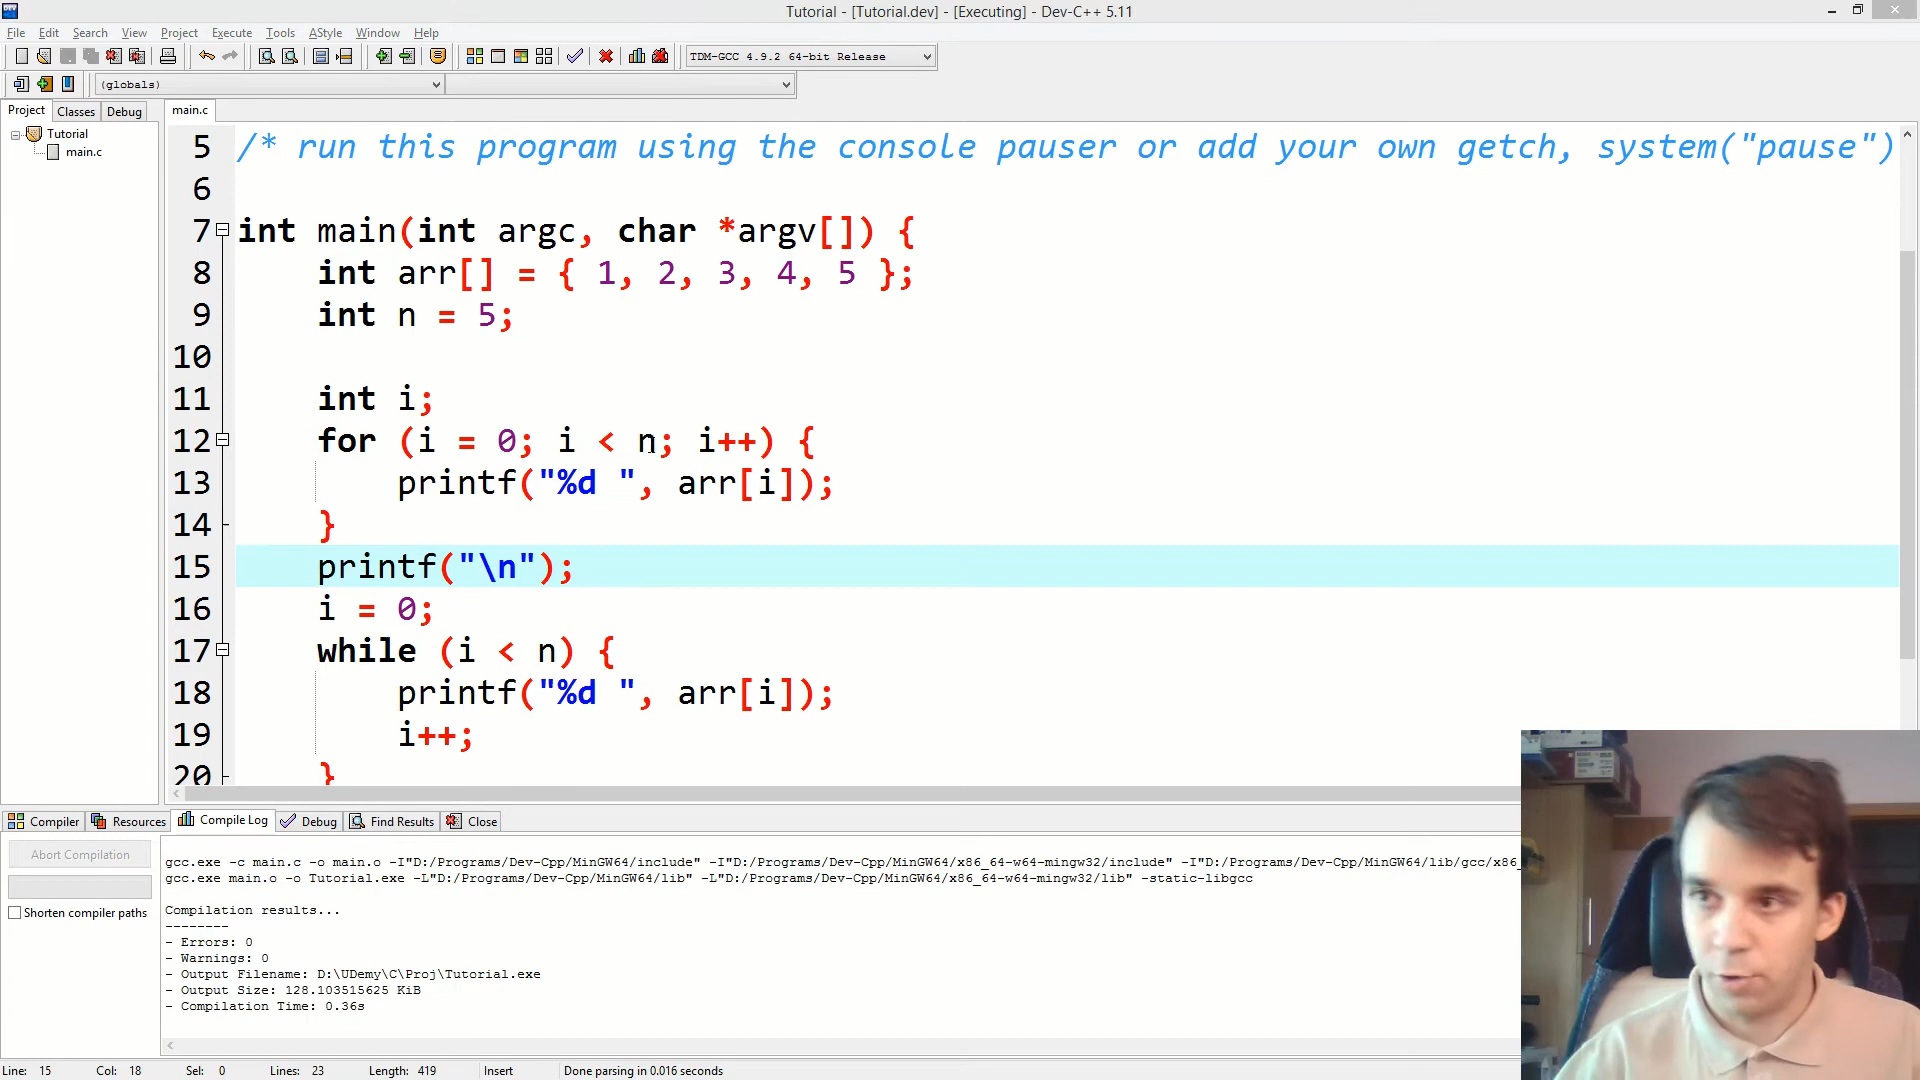 Tutorial - [Tutorial.dev] - [Executing] - Dev-C++ 5.11
File Edit Search View Project Execute Tools AStyle Window Help
TDM-GCC 4.9.2 64-bit Release
(globals)
Project Classes Debug
main.c
Tutorial
main.c
5 /* run this program using the console pauser or add your own getch, system("pause")
6
7 int main(int argc, char *argv[]) {
8 int arr[] = { 1, 2, 3, 4, 5 };
9 int n = 5;
10
11 int i;
12 for (i = 0; i < n; i++) {
13 printf("%d ", arr[i]);
14 }
15 printf("\n");
16 i = 0;
17 while (i < n) {
18 printf("%d ", arr[i]);
19 i++;
20 }
Compiler Resources Compile Log Debug Find Results Close
Abort Compilation
Shorten compiler paths
gcc.exe -c main.c -o main.o -I"D:/Programs/Dev-Cpp/MinGW64/include" -I"D:/Programs/Dev-Cpp/MinGW64/x86_64-w64-mingw32/include" -I"D:/Programs/Dev-Cpp/MinGW64/lib/gcc/x86_
gcc.exe main.o -o Tutorial.exe -L"D:/Programs/Dev-Cpp/MinGW64/lib" -L"D:/Programs/Dev-Cpp/MinGW64/x86_64-w64-mingw32/lib" -static-libgcc
Compilation results...
--------
- Errors: 0
- Warnings: 0
- Output Filename: D:\UDemy\C\Proj\Tutorial.exe
- Output Size: 128.103515625 KiB
- Compilation Time: 0.36s
Line: 15 Col: 18 Sel: 0 Lines: 23 Length: 419 Insert Done parsing in 0.016 seconds